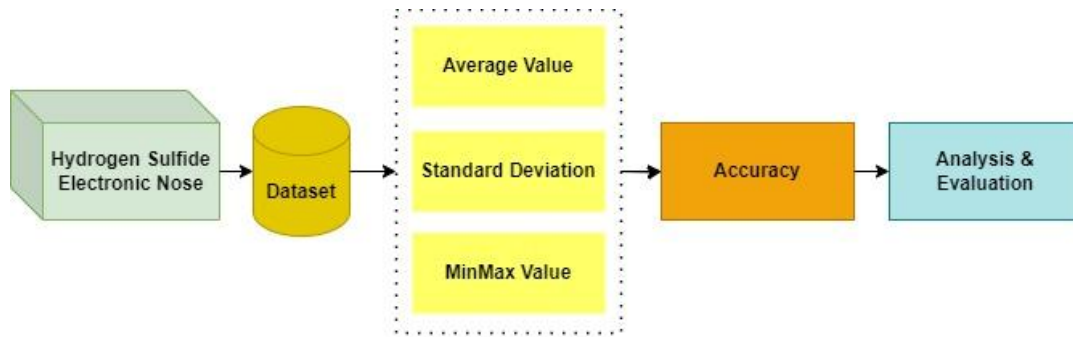 Hydrogen Sulfide
Electronic Nose
Dataset
Average Value
Standard Deviation
MinMax Value
Accuracy
Analysis &
Evaluation